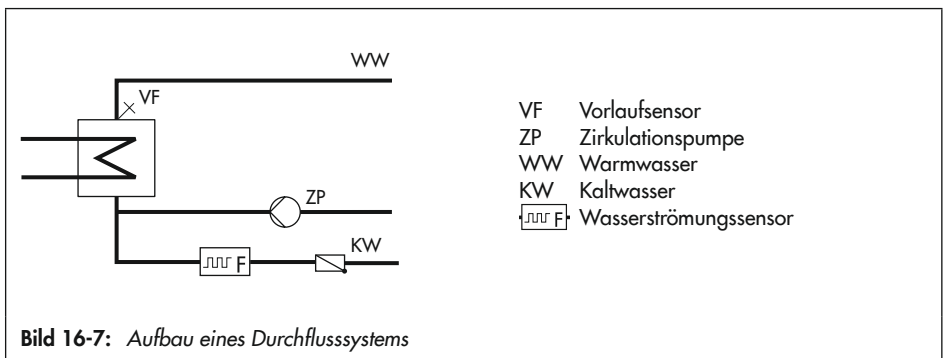 WW
VF
ZP
KW
F
VF Vorlaufsensor
ZP Zirkulationspumpe
WW Warmwasser
KW Kaltwasser
F Wasserströmungssensor
Bild 16-7: Aufbau eines Durchflusssystems